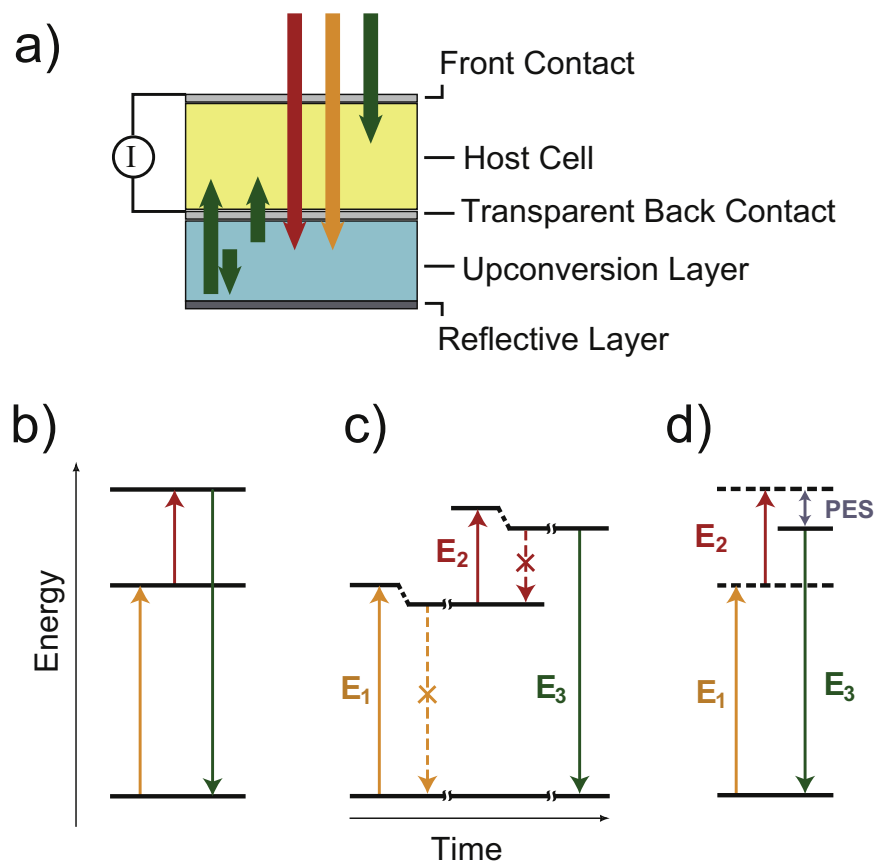 a)
Front Contact
I
Host Cell
Transparent Back Contact
Upconversion Layer
Reflective Layer
b)
c)
d)
Energy
E1
E2
E3
Time
PES
E2
E1
E3